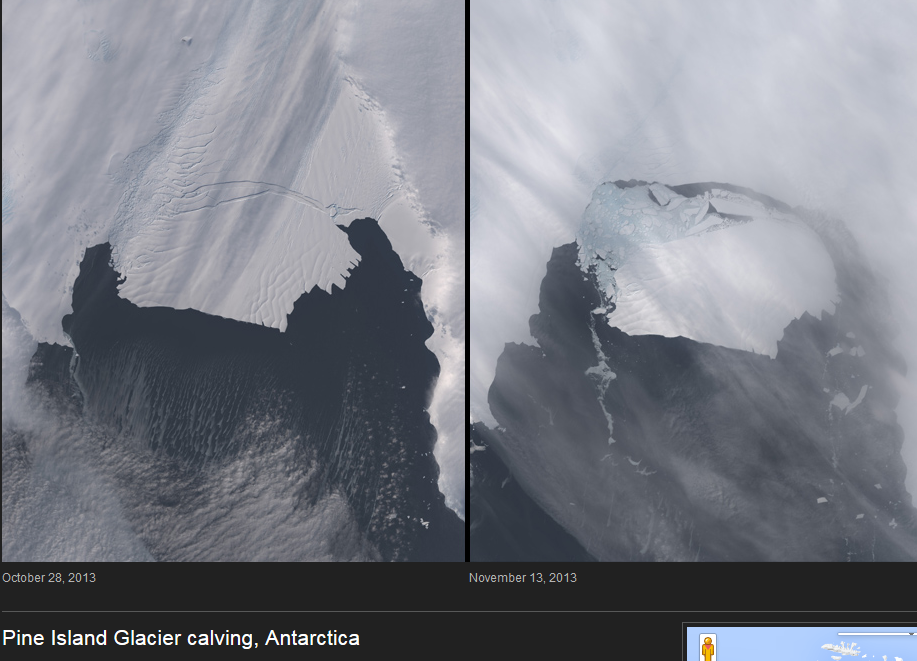 October 28, 2013
November 13, 2013
Pine Island Glacier calving, Antarctica